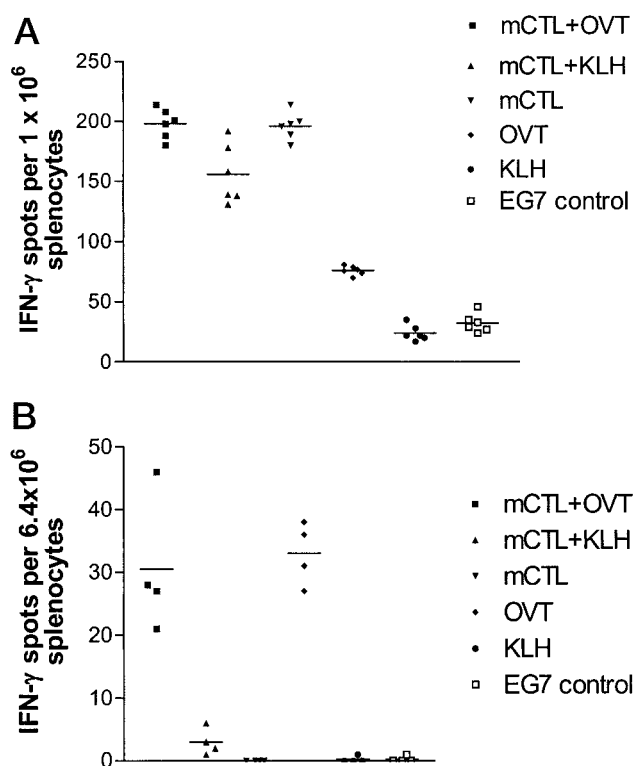 A
IFN-γ spots per 1 x 10⁶
splenocytes
250
200
150
100
50
0
mCTL+OVT
mCTL+KLH
mCTL
OVT
KLH
EG7 control
B
IFN-γ spots per 6.4x10⁶
splenocytes
50
40
30
20
10
0
mCTL+OVT
mCTL+KLH
mCTL
OVT
KLH
EG7 control